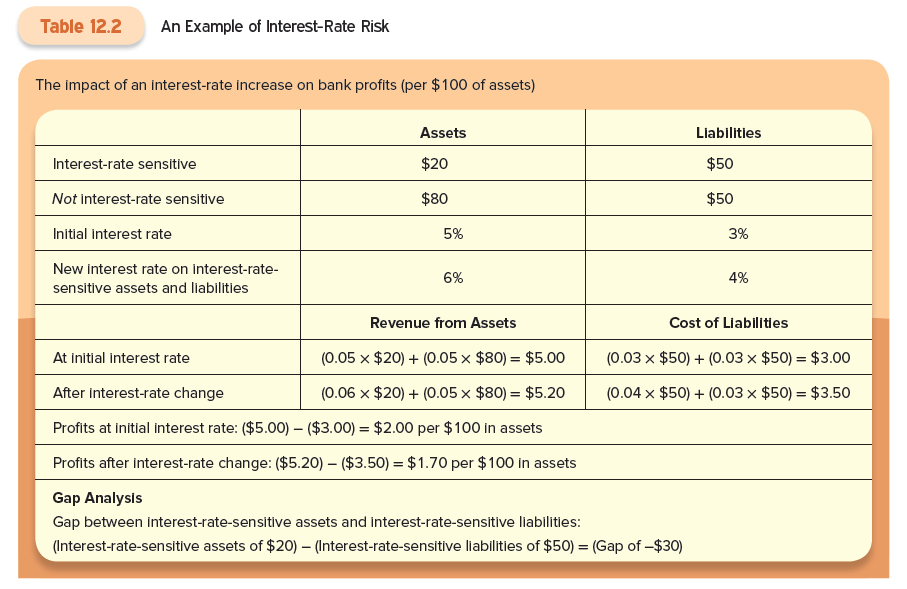 Table 12.2 An Example of Interest-Rate Risk
The impact of an interest-rate increase on bank profits (per $100 of assets)
Assets Liabilities
Interest-rate sensitive $20 $50
Not interest-rate sensitive $80 $50
Initial interest rate 5% 3%
New interest rate on interest-rate-
sensitive assets and liabilities 6% 4%
Revenue from Assets Cost of Liabilities
At initial interest rate (0.05 × $20) + (0.05 × $80) = $5.00 (0.03 × $50) + (0.03 × $50) = $3.00
After interest-rate change (0.06 × $20) + (0.05 × $80) = $5.20 (0.04 × $50) + (0.03 × $50) = $3.50
Profits at initial interest rate: ($5.00) – ($3.00) = $2.00 per $100 in assets
Profits after interest-rate change: ($5.20) – ($3.50) = $1.70 per $100 in assets
Gap Analysis
Gap between interest-rate-sensitive assets and interest-rate-sensitive liabilities:
(Interest-rate-sensitive assets of $20) – (Interest-rate-sensitive liabilities of $50) = (Gap of –$30)